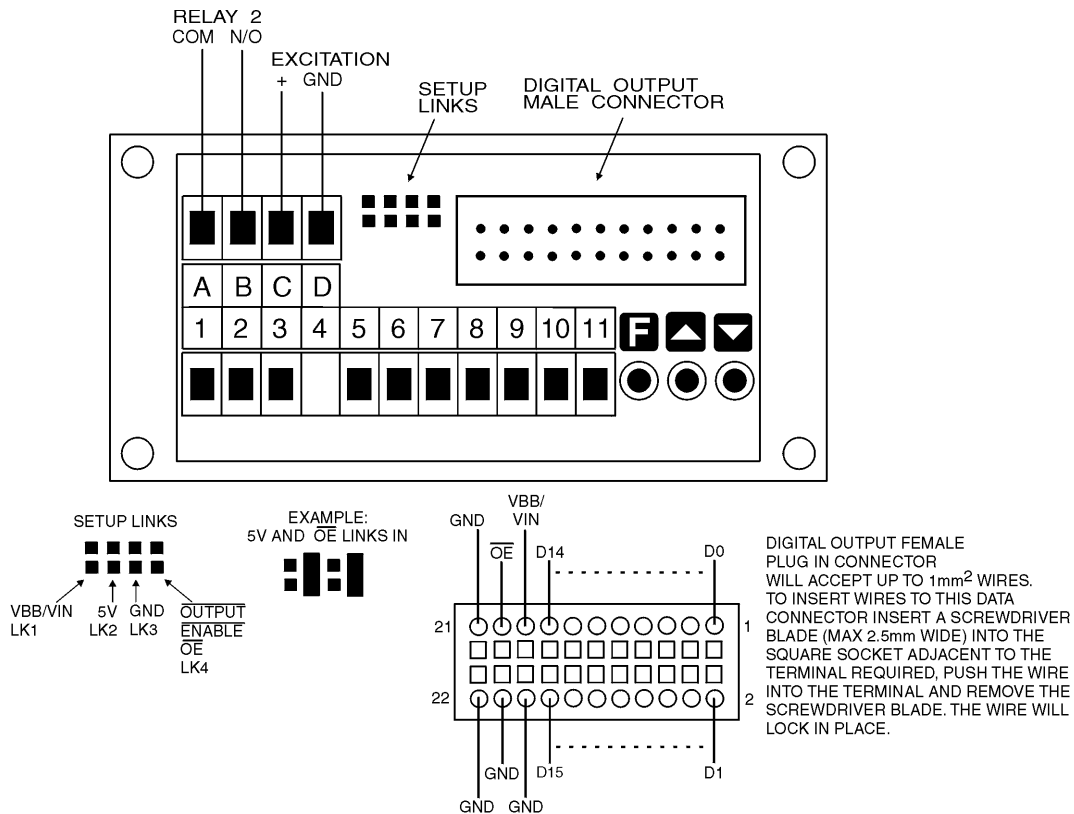 RELAY 2
COM N/O
EXCITATION
+ GND
SETUP
LINKS
DIGITAL OUTPUT
MALE CONNECTOR
A B C D
1 2 3 4 5 6 7 8 9 10 11 F
SETUP LINKS
VBB/VIN
LK1
5V
LK2
GND
LK3
OUTPUT
ENABLE
OE
LK4
EXAMPLE:
5V AND OE LINKS IN
GND
OE
VBB/
VIN
D14
D0
21
1
22
2
GND
GND
GND
D15
D1
DIGITAL OUTPUT FEMALE
PLUG IN CONNECTOR
WILL ACCEPT UP TO 1mm² WIRES.
TO INSERT WIRES TO THIS DATA
CONNECTOR INSERT A SCREWDRIVER
BLADE (MAX 2.5mm WIDE) INTO THE
SQUARE SOCKET ADJACENT TO THE
TERMINAL REQUIRED, PUSH THE WIRE
INTO THE TERMINAL AND REMOVE THE
SCREWDRIVER BLADE. THE WIRE WILL
LOCK IN PLACE.